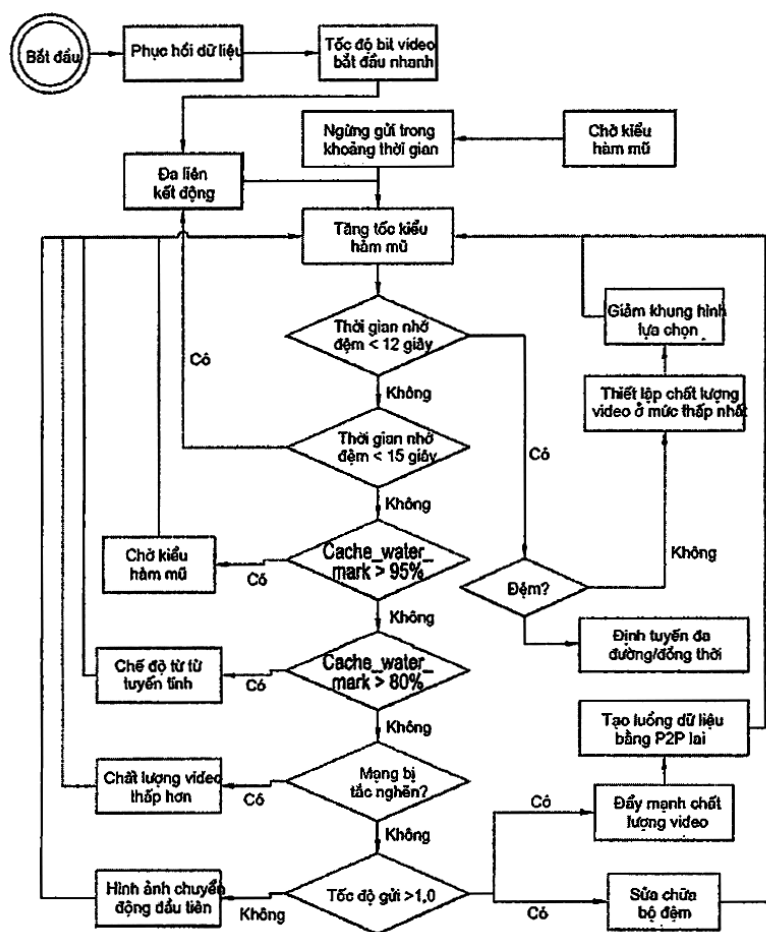 Bắt đầu
Phục hồi dữ liệu
Tốc độ bit video
bắt đầu nhanh
Ngừng gửi trong
khoảng thời gian
Chờ kiểu
hàm mũ
Đa liên
kết động
Tăng tốc kiểu
hàm mũ
Thời gian nhớ
đệm < 12 giây
Giảm khung hình
lựa chọn
Có
Không
Thiết lập chất lượng
video ở mức thấp nhất
Thời gian nhớ
đệm < 15 giây
Có
Không
Chờ kiểu
hàm mũ
Có
Cache_water_
mark > 95%
Không
Đệm?
Không
Chế độ từ từ
tuyến tính
Có
Cache_water_
mark > 80%
Định tuyến đa
đường/đồng thời
Không
Tạo luồng dữ liệu
bằng P2P lai
Chất lượng video
thấp hơn
Có
Mạng bị
tắc nghẽn?
Không
Có
Đẩy mạnh chất
lượng video
Hình ảnh chuyển
động đầu tiên
Không
Tốc độ gửi >1,0
Có
Sửa chữa
bộ đệm